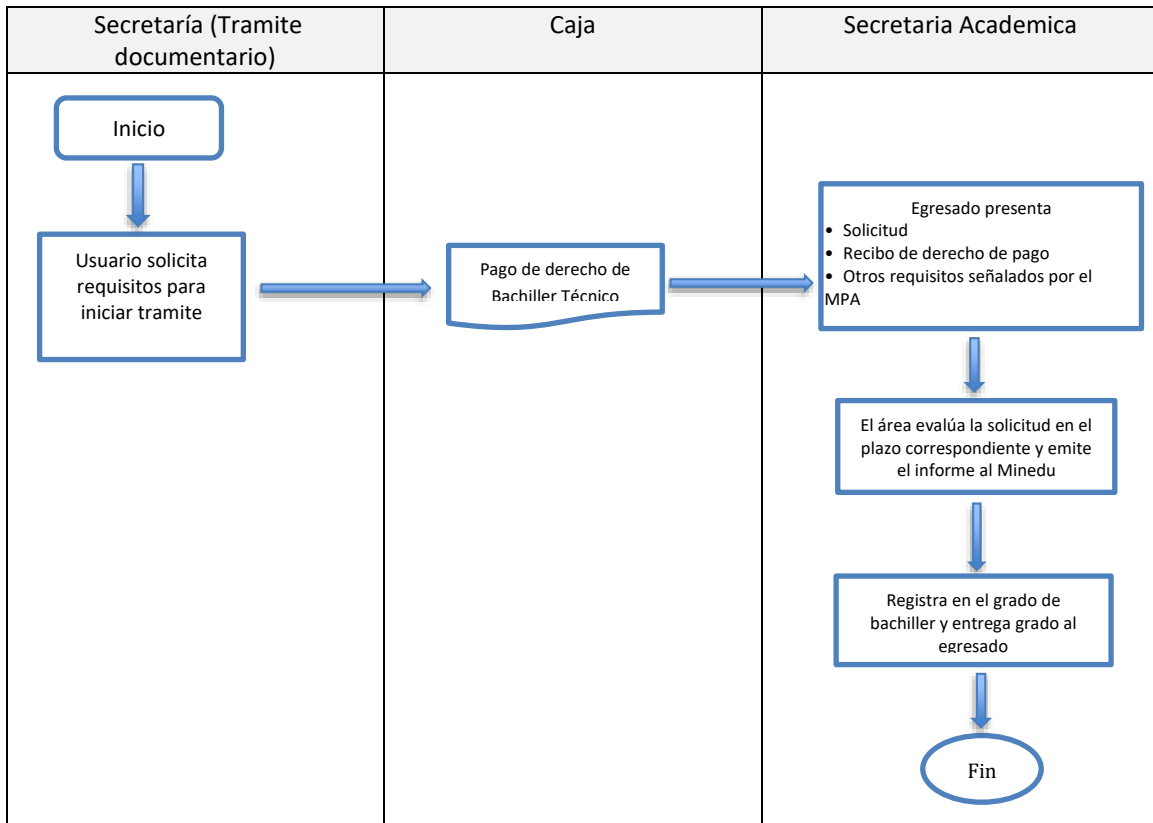 Secretaría (Tramite
documentario)
Caja
Secretaria Academica
Inicio
Usuario solicita
requisitos para
iniciar tramite
Pago de derecho de
Bachiller Técnico
Egresado presenta
• Solicitud
• Recibo de derecho de pago
• Otros requisitos señalados por el
MPA
El área evalúa la solicitud en el
plazo correspondiente y emite
el informe al Minedu
Registra en el grado de
bachiller y entrega grado al
egresado
Fin